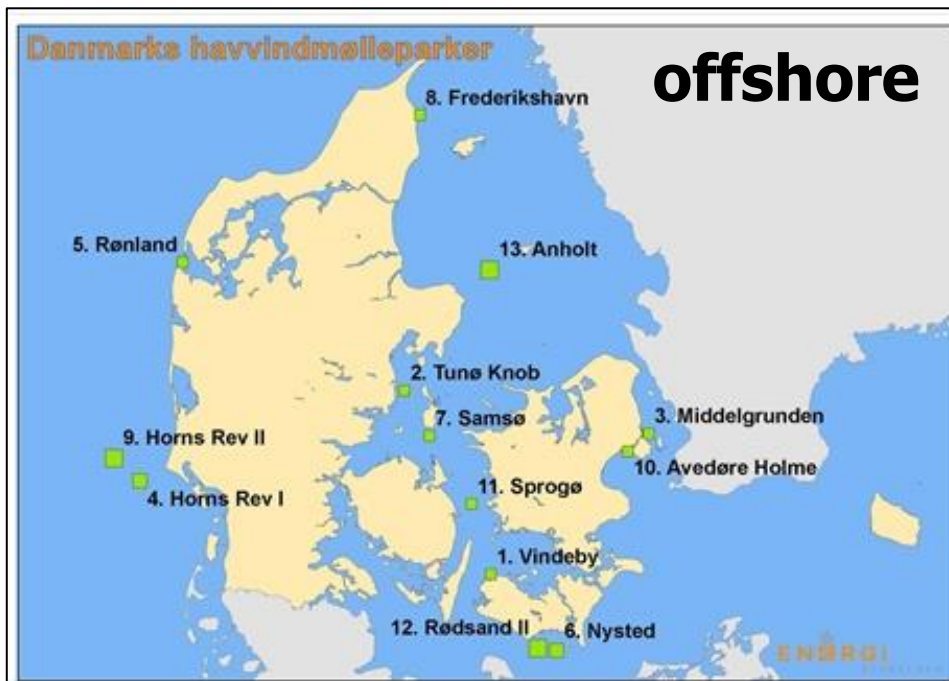 Danmarks havvindmølleparker
offshore
8. Frederikshavn
5. Rønland
13. Anholt
2. Tunø Knob
7. Samsø
3. Middelgrunden
9. Horns Rev II
10. Avedøre Holme
4. Horns Rev I
11. Sprogø
1. Vindeby
12. Rødsand II
6. Nysted
ENERGI